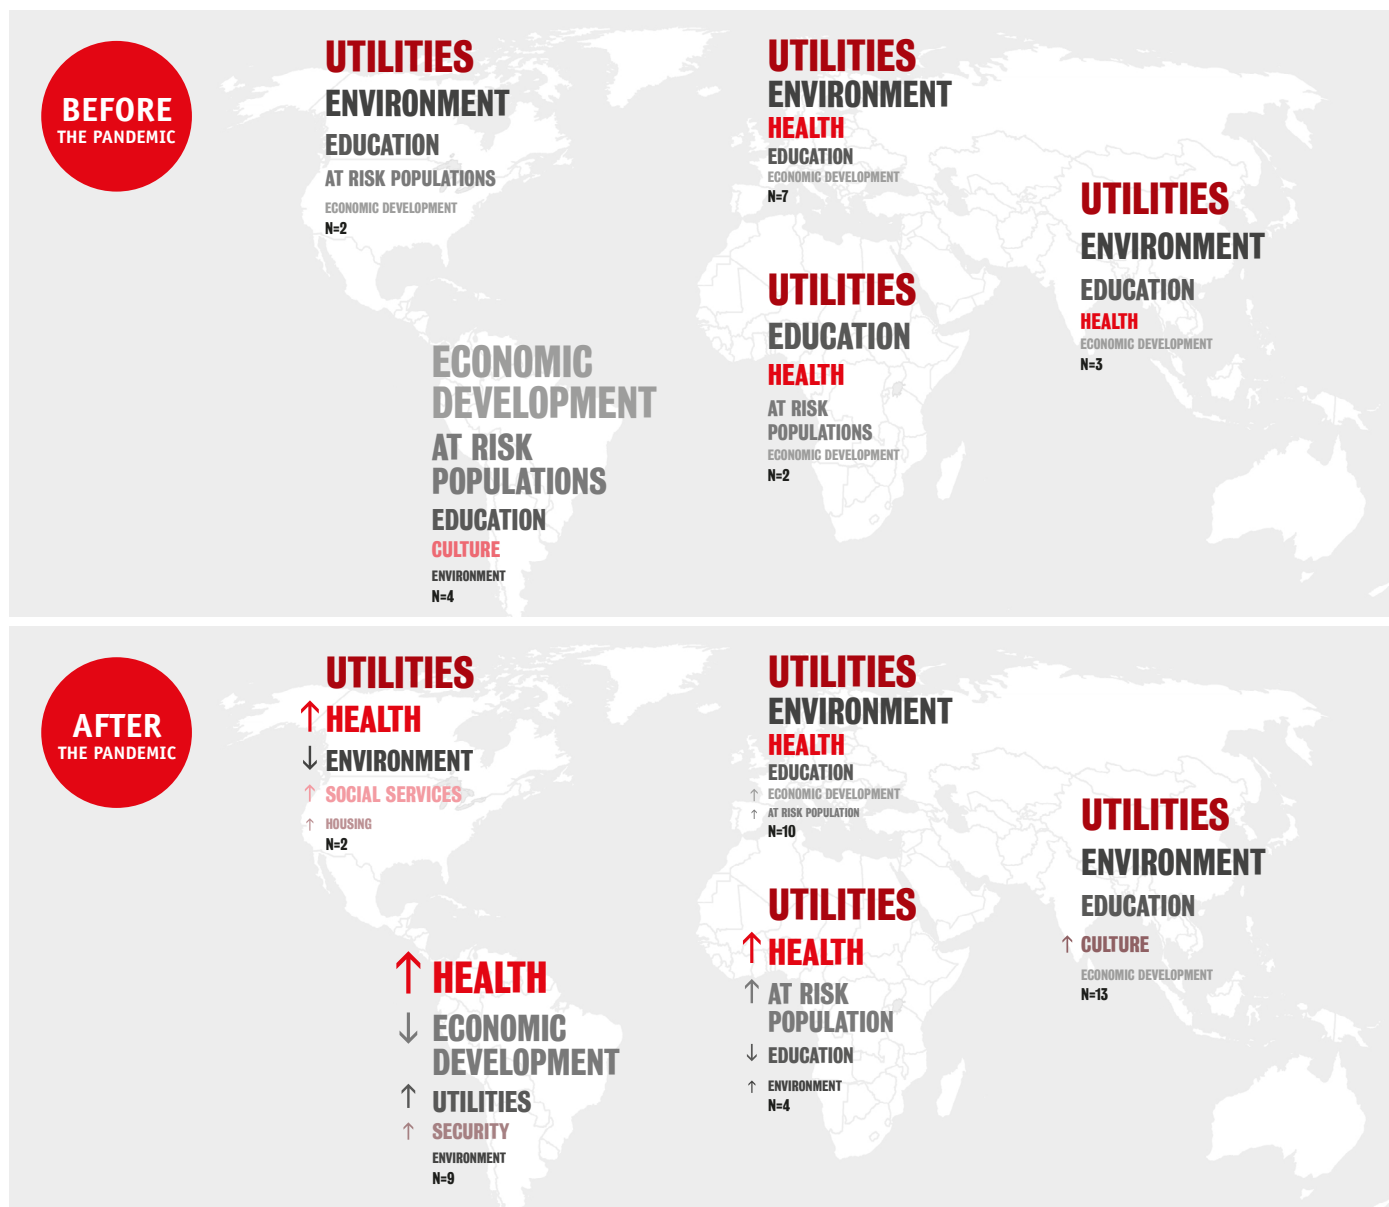 BEFORE
THE PANDEMIC
UTILITIES
ENVIRONMENT
EDUCATION
AT RISK POPULATIONS
ECONOMIC DEVELOPMENT
N=2
ECONOMIC
DEVELOPMENT
AT RISK
POPULATIONS
EDUCATION
CULTURE
ENVIRONMENT
N=4
UTILITIES
ENVIRONMENT
HEALTH
EDUCATION
ECONOMIC DEVELOPMENT
N=7
UTILITIES
EDUCATION
HEALTH
AT RISK
POPULATIONS
ECONOMIC DEVELOPMENT
N=2
UTILITIES
ENVIRONMENT
EDUCATION
HEALTH
ECONOMIC DEVELOPMENT
N=3
AFTER
THE PANDEMIC
UTILITIES
↑ HEALTH
↓ ENVIRONMENT
↑ SOCIAL SERVICES
↑ HOUSING
N=2
↑ HEALTH
↓ ECONOMIC
DEVELOPMENT
↑ UTILITIES
↑ SECURITY
ENVIRONMENT
N=9
UTILITIES
ENVIRONMENT
HEALTH
EDUCATION
↑ ECONOMIC DEVELOPMENT
↑ AT RISK POPULATION
N=10
UTILITIES
↑ HEALTH
↑ AT RISK
POPULATION
↓ EDUCATION
↑ ENVIRONMENT
N=4
UTILITIES
ENVIRONMENT
EDUCATION
↑ CULTURE
ECONOMIC DEVELOPMENT
N=13